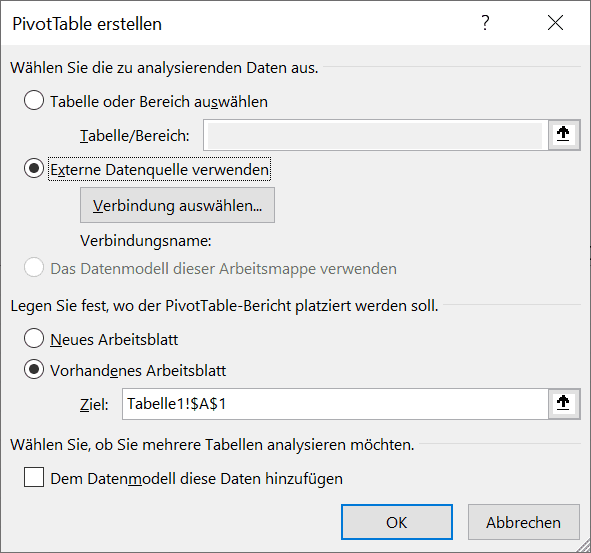 PivotTable erstellen ?
Wählen Sie die zu analysierenden Daten aus.
Tabelle oder Bereich auswählen
Tabelle/Bereich:
Externe Datenquelle verwenden
Verbindung auswählen...
Verbindungsname:
Das Datenmodell dieser Arbeitsmappe verwenden
Legen Sie fest, wo der PivotTable-Bericht platziert werden soll.
Neues Arbeitsblatt
Vorhandenes Arbeitsblatt
Ziel: Tabelle1!$A$1
Wählen Sie, ob Sie mehrere Tabellen analysieren möchten.
Dem Datenmodell diese Daten hinzufügen
OK Abbrechen